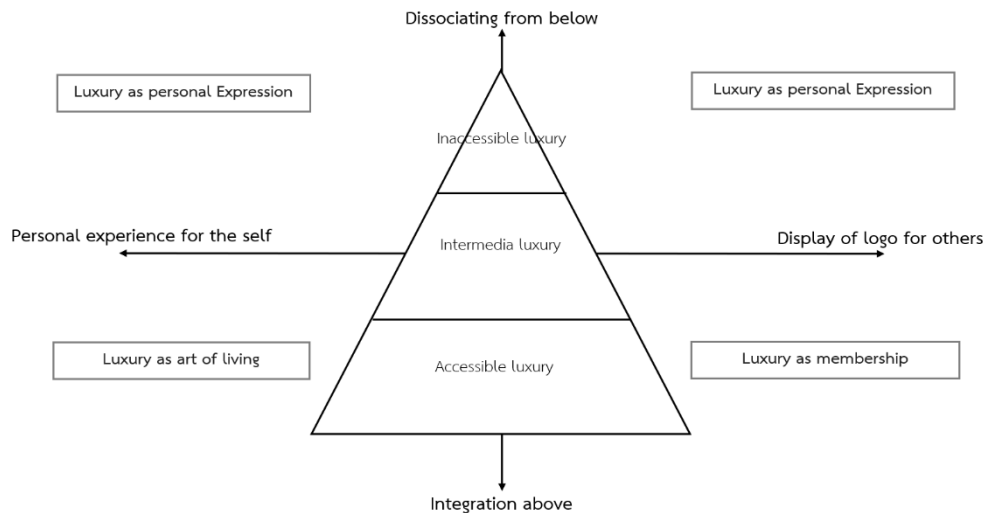 Dissociating from below
Luxury as personal Expression
Luxury as personal Expression
Inaccessible luxury
Personal experience for the self
Intermedia luxury
Display of logo for others
Luxury as art of living
Accessible luxury
Luxury as membership
Integration above